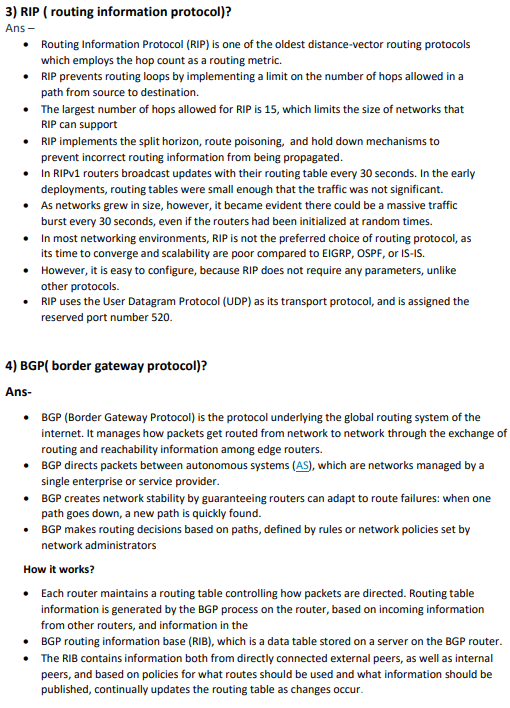 3) RIP ( routing information protocol)?
Ans –
• Routing Information Protocol (RIP) is one of the oldest distance-vector routing protocols
which employs the hop count as a routing metric.
• RIP prevents routing loops by implementing a limit on the number of hops allowed in a
path from source to destination.
• The largest number of hops allowed for RIP is 15, which limits the size of networks that
RIP can support
• RIP implements the split horizon, route poisoning,  and hold down mechanisms to
prevent incorrect routing information from being propagated.
• In RIPv1 routers broadcast updates with their routing table every 30 seconds. In the early
deployments, routing tables were small enough that the traffic was not significant.
• As networks grew in size, however, it became evident there could be a massive traffic
burst every 30 seconds, even if the routers had been initialized at random times.
• In most networking environments, RIP is not the preferred choice of routing protocol, as
its time to converge and scalability are poor compared to EIGRP, OSPF, or IS-IS.
• However, it is easy to configure, because RIP does not require any parameters, unlike
other protocols.
• RIP uses the User Datagram Protocol (UDP) as its transport protocol, and is assigned the
reserved port number 520.
4) BGP( border gateway protocol)?
Ans-
• BGP (Border Gateway Protocol) is the protocol underlying the global routing system of the
internet. It manages how packets get routed from network to network through the exchange of
routing and reachability information among edge routers.
• BGP directs packets between autonomous systems (AS), which are networks managed by a
single enterprise or service provider.
• BGP creates network stability by guaranteeing routers can adapt to route failures: when one
path goes down, a new path is quickly found.
• BGP makes routing decisions based on paths, defined by rules or network policies set by
network administrators
How it works?
• Each router maintains a routing table controlling how packets are directed. Routing table
information is generated by the BGP process on the router, based on incoming information
from other routers, and information in the
• BGP routing information base (RIB), which is a data table stored on a server on the BGP router.
• The RIB contains information both from directly connected external peers, as well as internal
peers, and based on policies for what routes should be used and what information should be
published, continually updates the routing table as changes occur.